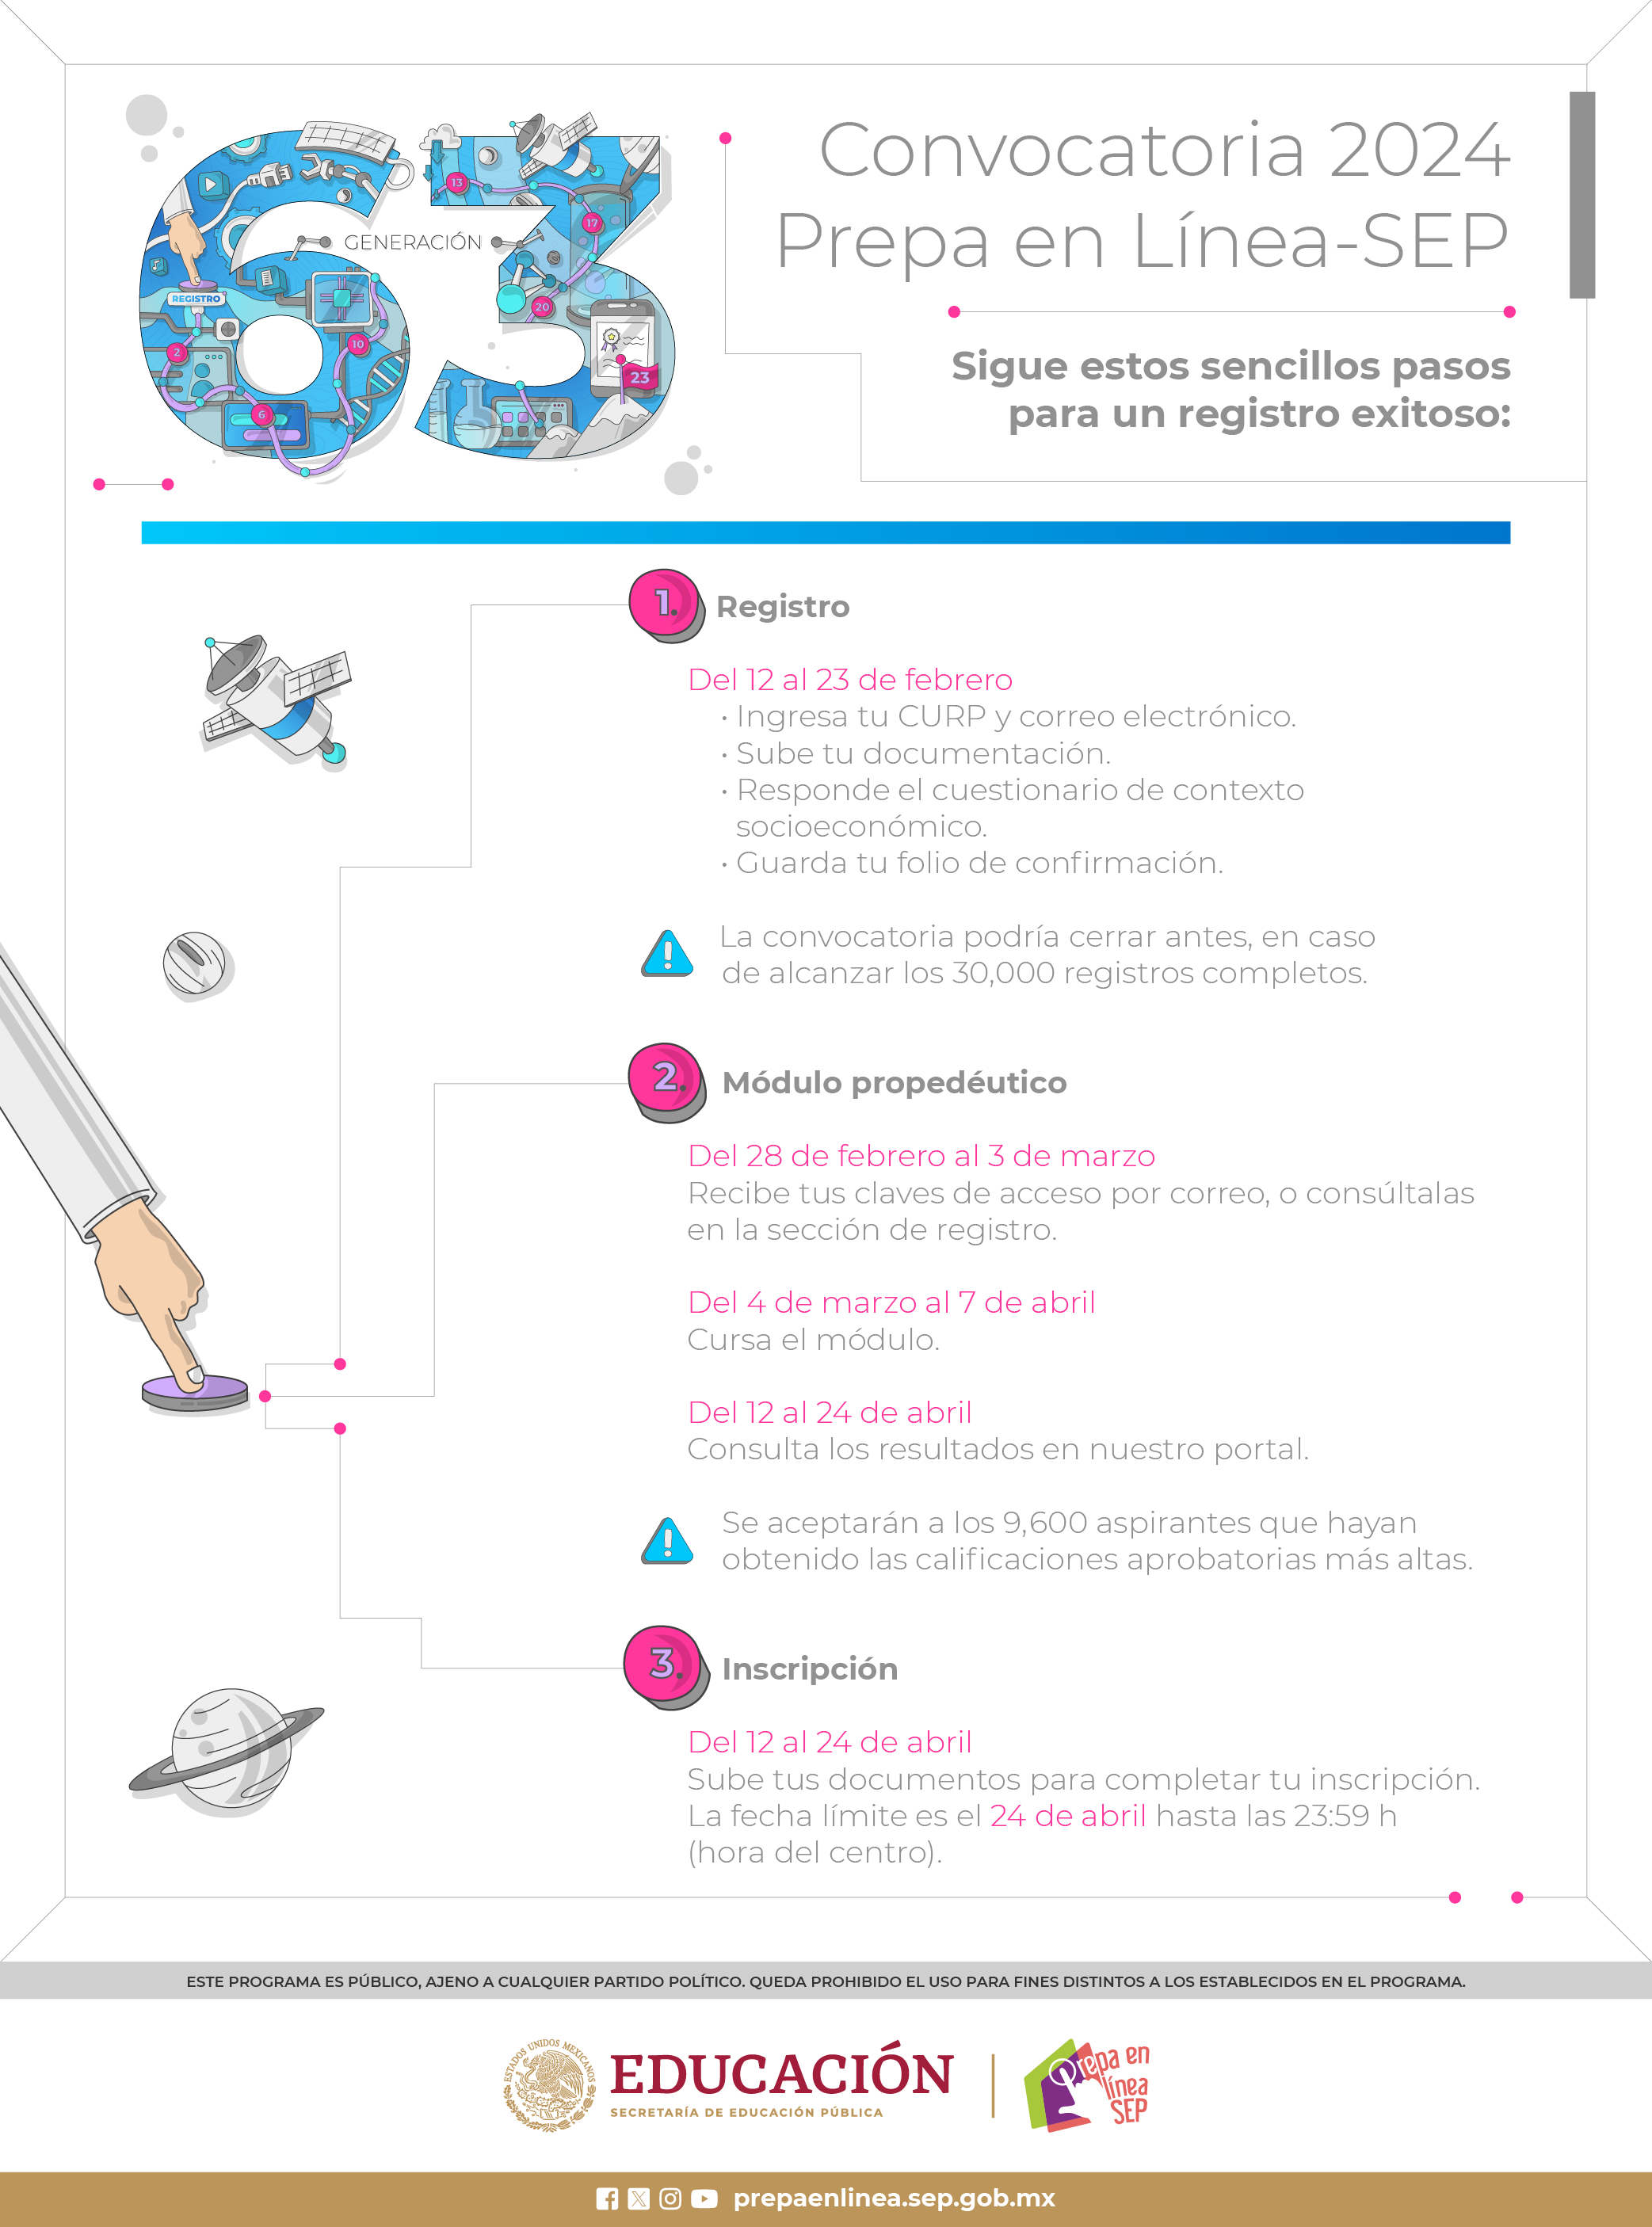 Convocatoria 2024
Prepa en Línea-SEP
GENERACIÓN
13
17
20
23
REGISTRO
2
10
6
Sigue estos sencillos pasos
para un registro exitoso:
1. Registro
Del 12 al 23 de febrero
• Ingresa tu CURP y correo electrónico.
• Sube tu documentación.
• Responde el cuestionario de contexto
socioeconómico.
• Guarda tu folio de confirmación.
La convocatoria podría cerrar antes, en caso
de alcanzar los 30,000 registros completos.
2. Módulo propedéutico
Del 28 de febrero al 3 de marzo
Recibe tus claves de acceso por correo, o consúltalas
en la sección de registro.
Del 4 de marzo al 7 de abril
Cursa el módulo.
Del 12 al 24 de abril
Consulta los resultados en nuestro portal.
Se aceptarán a los 9,600 aspirantes que hayan
obtenido las calificaciones aprobatorias más altas.
3. Inscripción
Del 12 al 24 de abril
Sube tus documentos para completar tu inscripción.
La fecha límite es el 24 de abril hasta las 23:59 h
(hora del centro).
ESTE PROGRAMA ES PÚBLICO, AJENO A CUALQUIER PARTIDO POLÍTICO. QUEDA PROHIBIDO EL USO PARA FINES DISTINTOS A LOS ESTABLECIDOS EN EL PROGRAMA.
ESTADOS UNIDOS MEXICANOS
EDUCACIÓN
SECRETARÍA DE EDUCACIÓN PÚBLICA
Prepa en
línea
SEP
prepaenlinea.sep.gob.mx